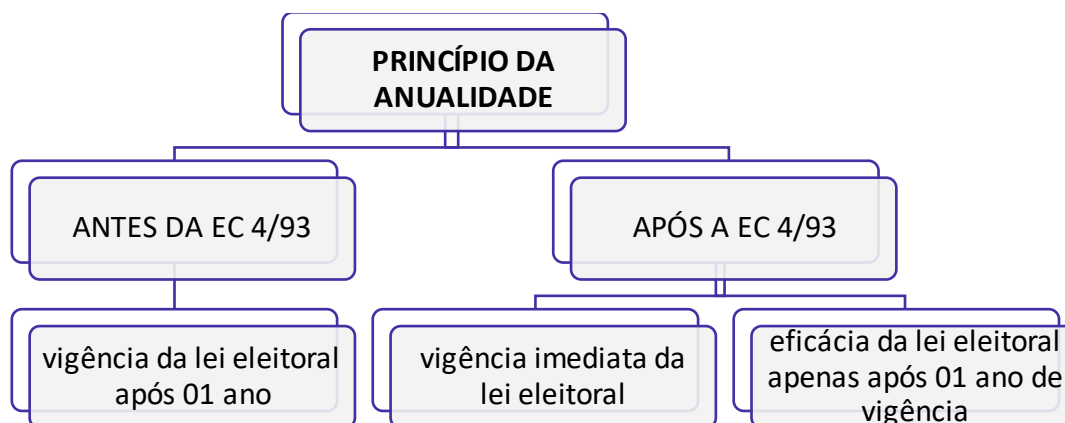 PRINCÍPIO DA
ANUALIDADE
ANTES DA EC 4/93
APÓS A EC 4/93
vigência da lei eleitoral
após 01 ano
vigência imediata da
lei eleitoral
eficácia da lei eleitoral
apenas após 01 ano de
vigência